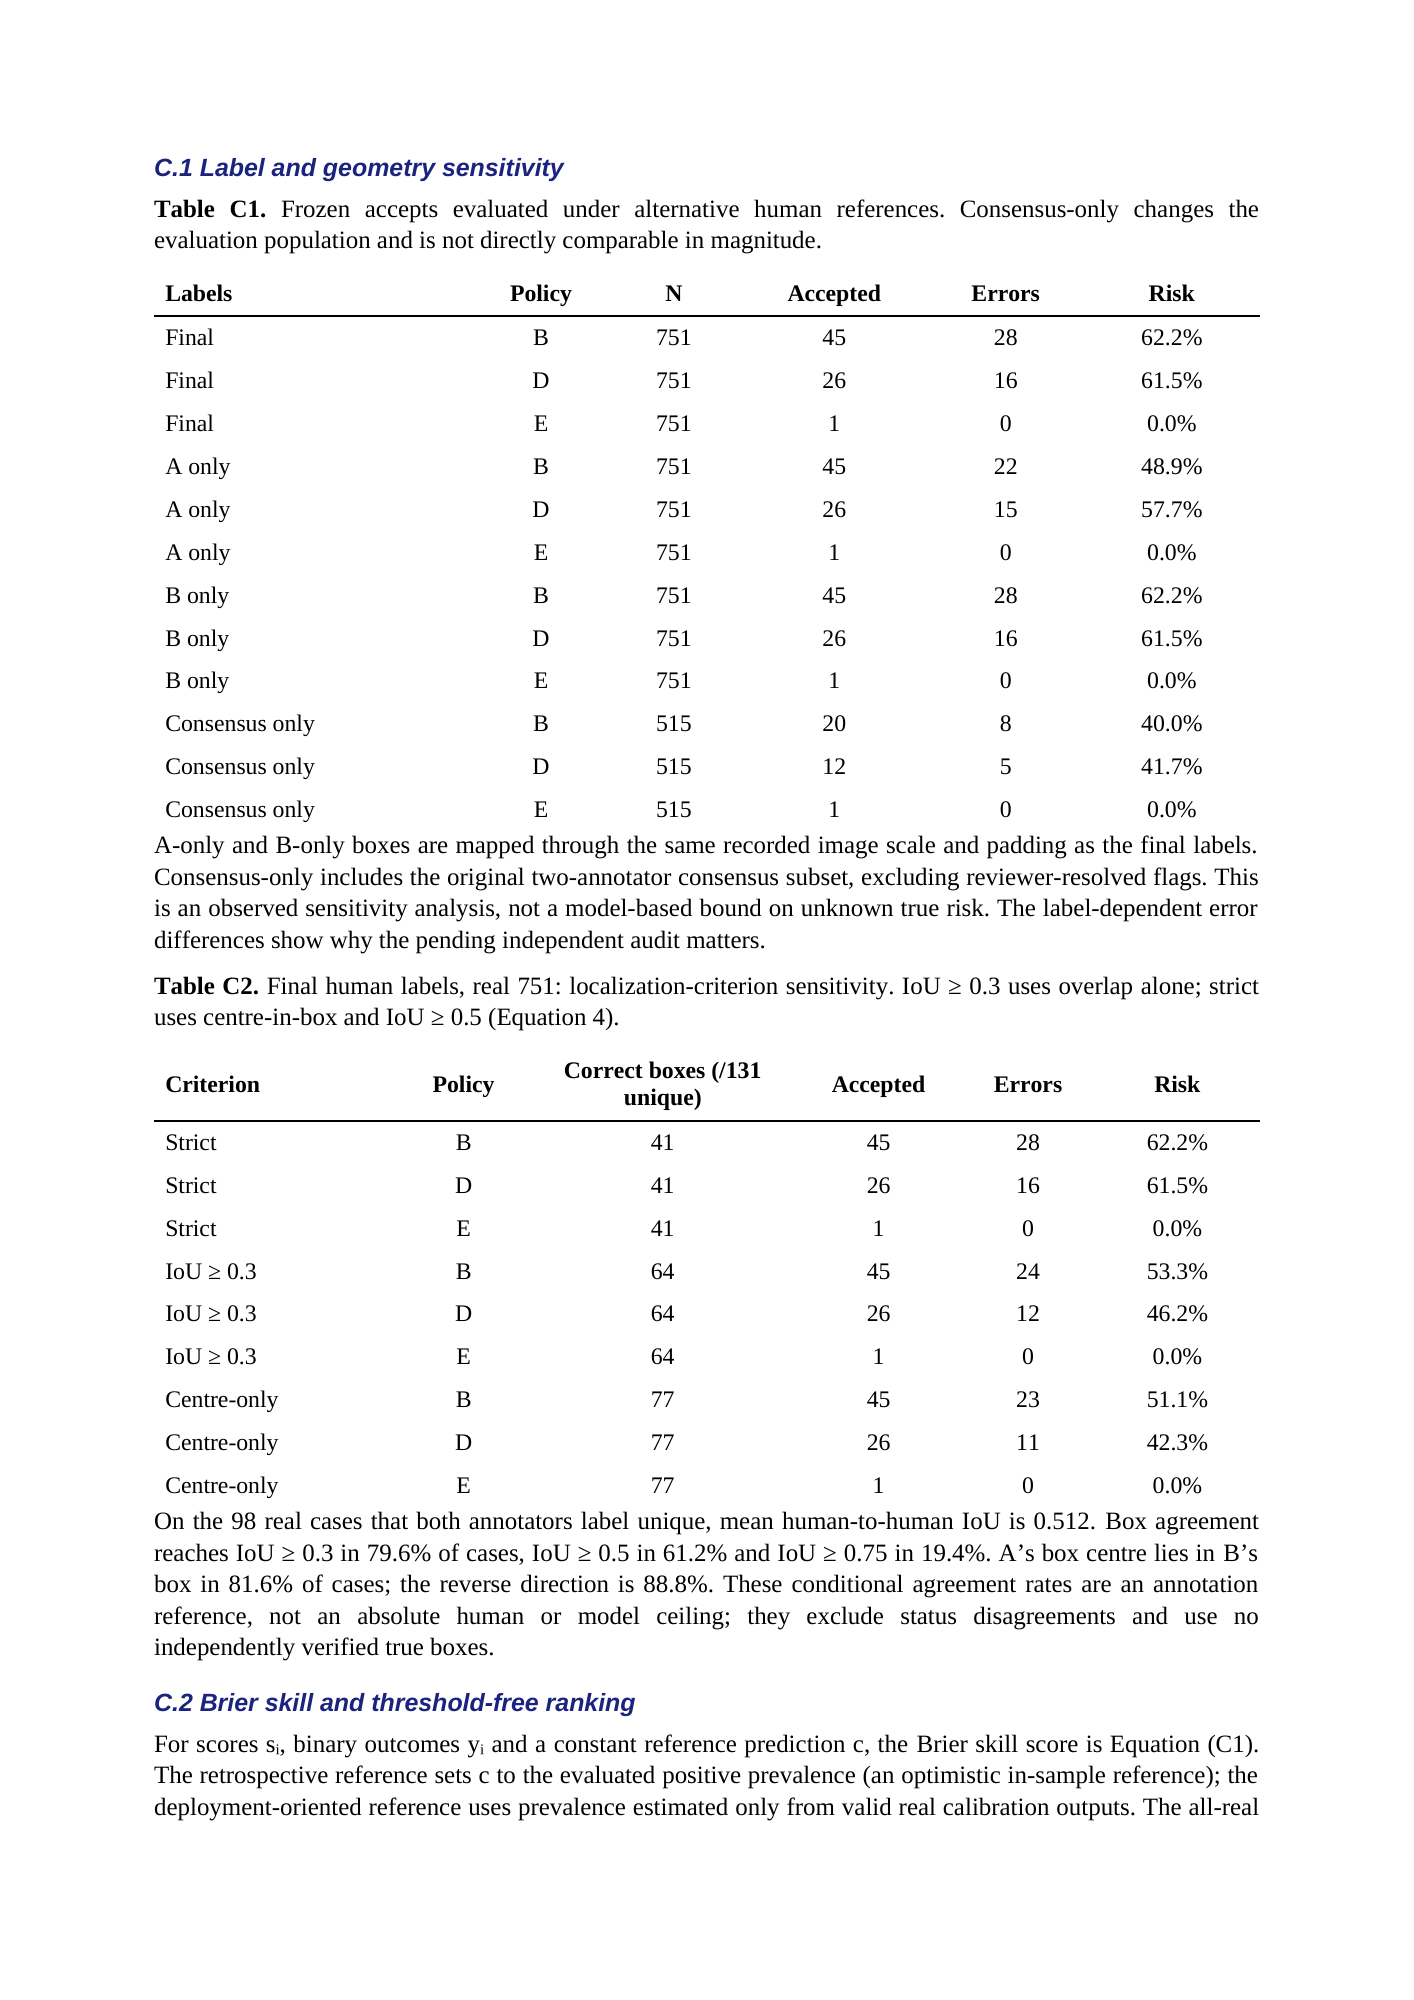 C.1 Label and geometry sensitivity
Table C1. Frozen accepts evaluated under alternative human references. Consensus-only changes the
evaluation population and is not directly comparable in magnitude.
Labels Policy N Accepted Errors Risk
Final B 751 45 28 62.2%
Final D 751 26 16 61.5%
Final E 751 1 0 0.0%
A only B 751 45 22 48.9%
A only D 751 26 15 57.7%
A only E 751 1 0 0.0%
B only B 751 45 28 62.2%
B only D 751 26 16 61.5%
B only E 751 1 0 0.0%
Consensus only B 515 20 8 40.0%
Consensus only D 515 12 5 41.7%
Consensus only E 515 1 0 0.0%
A-only and B-only boxes are mapped through the same recorded image scale and padding as the final labels.
Consensus-only includes the original two-annotator consensus subset, excluding reviewer-resolved flags. This
is an observed sensitivity analysis, not a model-based bound on unknown true risk. The label-dependent error
differences show why the pending independent audit matters.
Table C2. Final human labels, real 751: localization-criterion sensitivity. IoU ≥ 0.3 uses overlap alone; strict
uses centre-in-box and IoU ≥ 0.5 (Equation 4).
Criterion Policy Correct boxes (/131 unique) Accepted Errors Risk
Strict B 41 45 28 62.2%
Strict D 41 26 16 61.5%
Strict E 41 1 0 0.0%
IoU ≥ 0.3 B 64 45 24 53.3%
IoU ≥ 0.3 D 64 26 12 46.2%
IoU ≥ 0.3 E 64 1 0 0.0%
Centre-only B 77 45 23 51.1%
Centre-only D 77 26 11 42.3%
Centre-only E 77 1 0 0.0%
On the 98 real cases that both annotators label unique, mean human-to-human IoU is 0.512. Box agreement
reaches IoU ≥ 0.3 in 79.6% of cases, IoU ≥ 0.5 in 61.2% and IoU ≥ 0.75 in 19.4%. A’s box centre lies in B’s
box in 81.6% of cases; the reverse direction is 88.8%. These conditional agreement rates are an annotation
reference, not an absolute human or model ceiling; they exclude status disagreements and use no
independently verified true boxes.
C.2 Brier skill and threshold-free ranking
For scores sᵢ, binary outcomes yᵢ and a constant reference prediction c, the Brier skill score is Equation (C1).
The retrospective reference sets c to the evaluated positive prevalence (an optimistic in-sample reference); the
deployment-oriented reference uses prevalence estimated only from valid real calibration outputs. The all-real